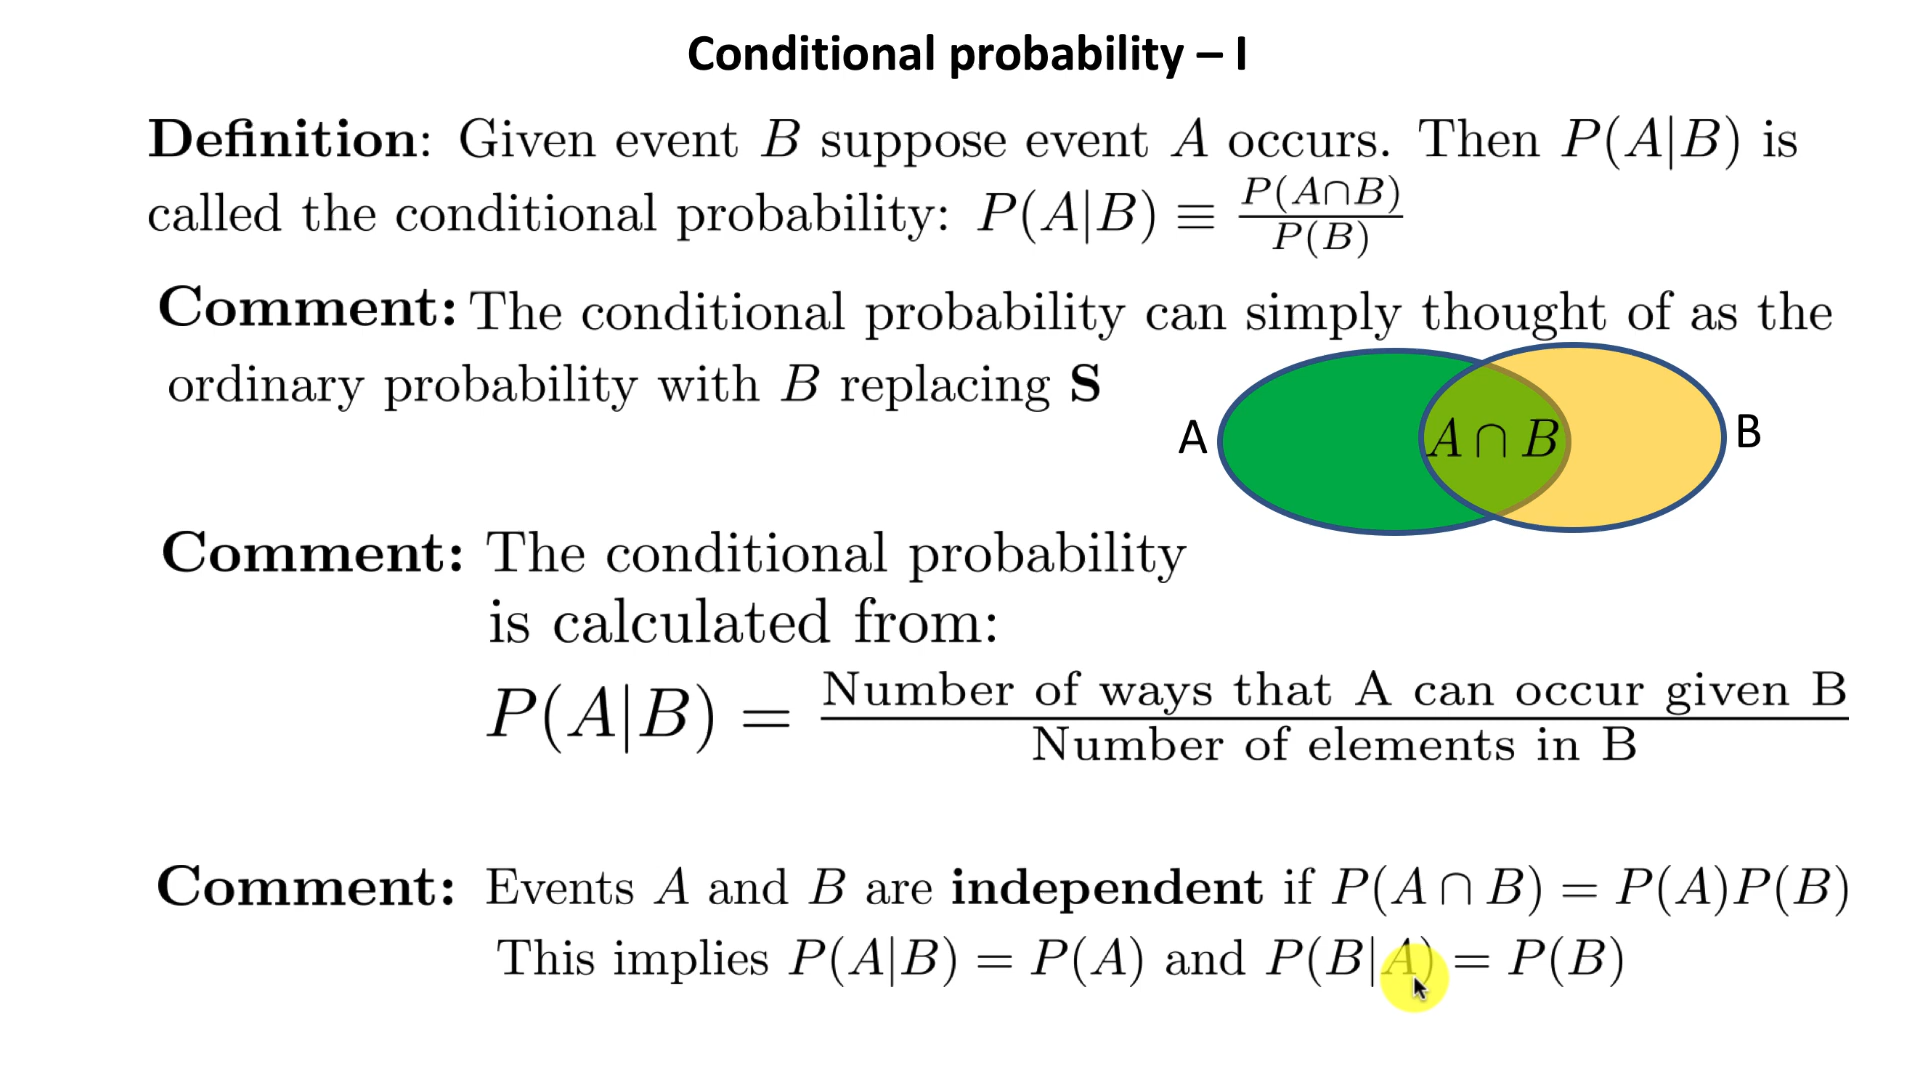 Conditional probability – I
Definition: Given event B suppose event A occurs. Then P(A|B) is
called the conditional probability: P(A|B) ≡ P(A∩B)/P(B)
Comment: The conditional probability can simply thought of as the
ordinary probability with B replacing S
A
A ∩ B
B
Comment: The conditional probability
is calculated from:
P(A|B) = Number of ways that A can occur given B / Number of elements in B
Comment: Events A and B are independent if P(A ∩ B) = P(A)P(B)
This implies P(A|B) = P(A) and P(B|A) = P(B)